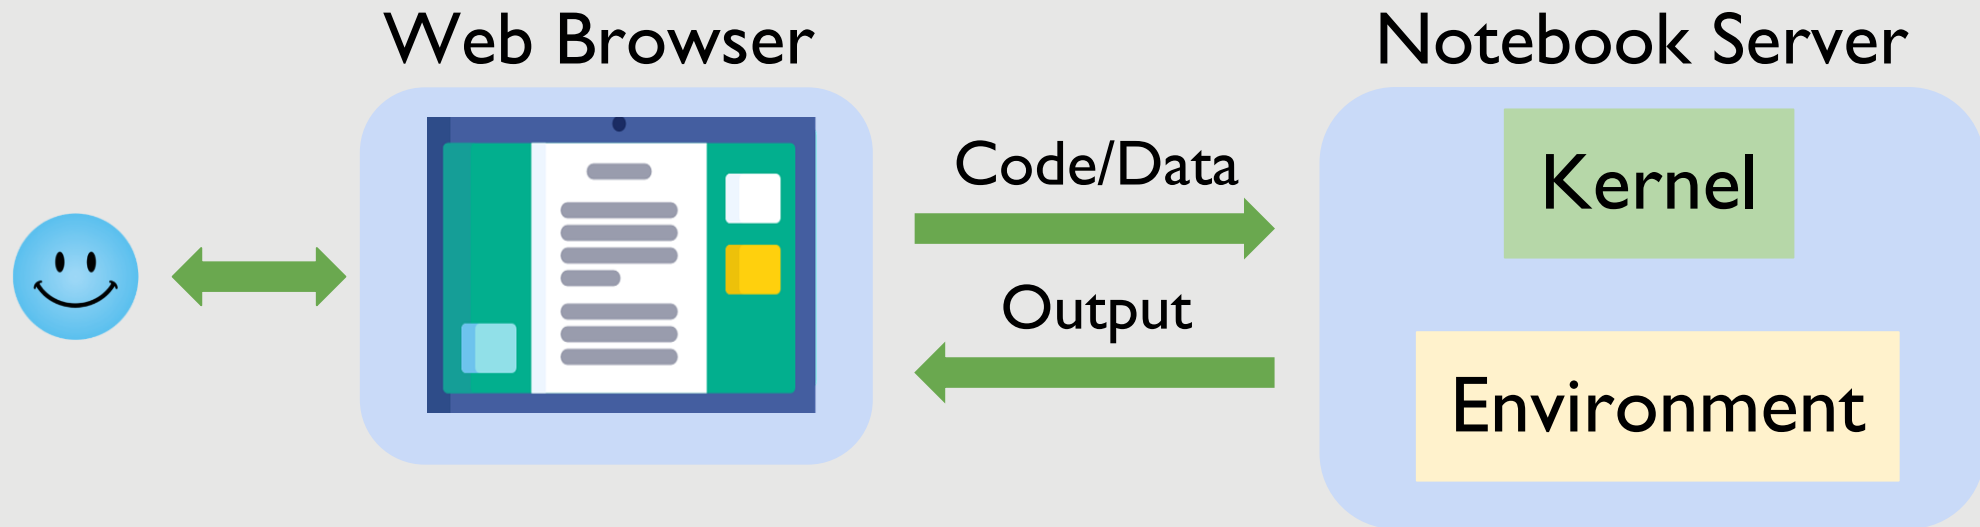 Web Browser
Notebook Server
Code/Data
Kernel
Output
Environment